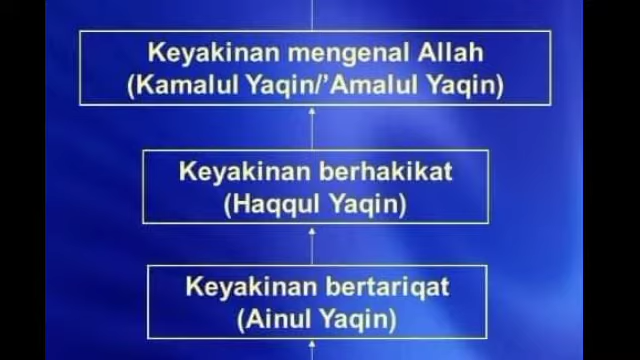 Keyakinan mengenal Allah
(Kamalul Yaqin/'Amalul Yaqin)
Keyakinan berhakikat
(Haqqul Yaqin)
Keyakinan bertariqat
(Ainul Yaqin)